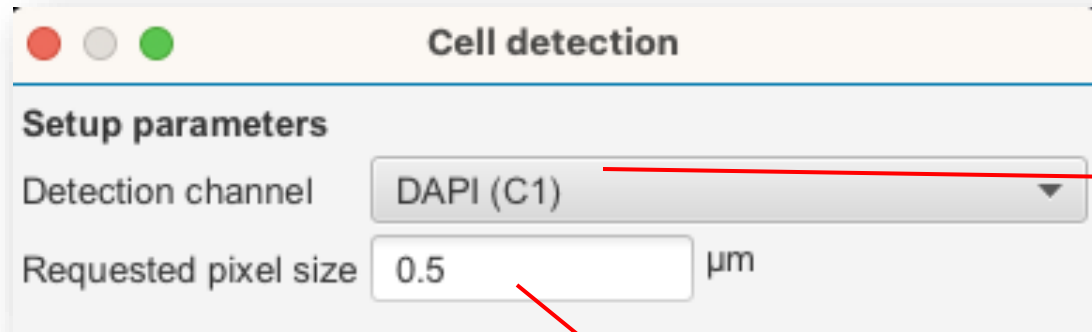 Cell detection
Setup parameters
Detection channel DAPI (C1)
Requested pixel size 0.5 µm